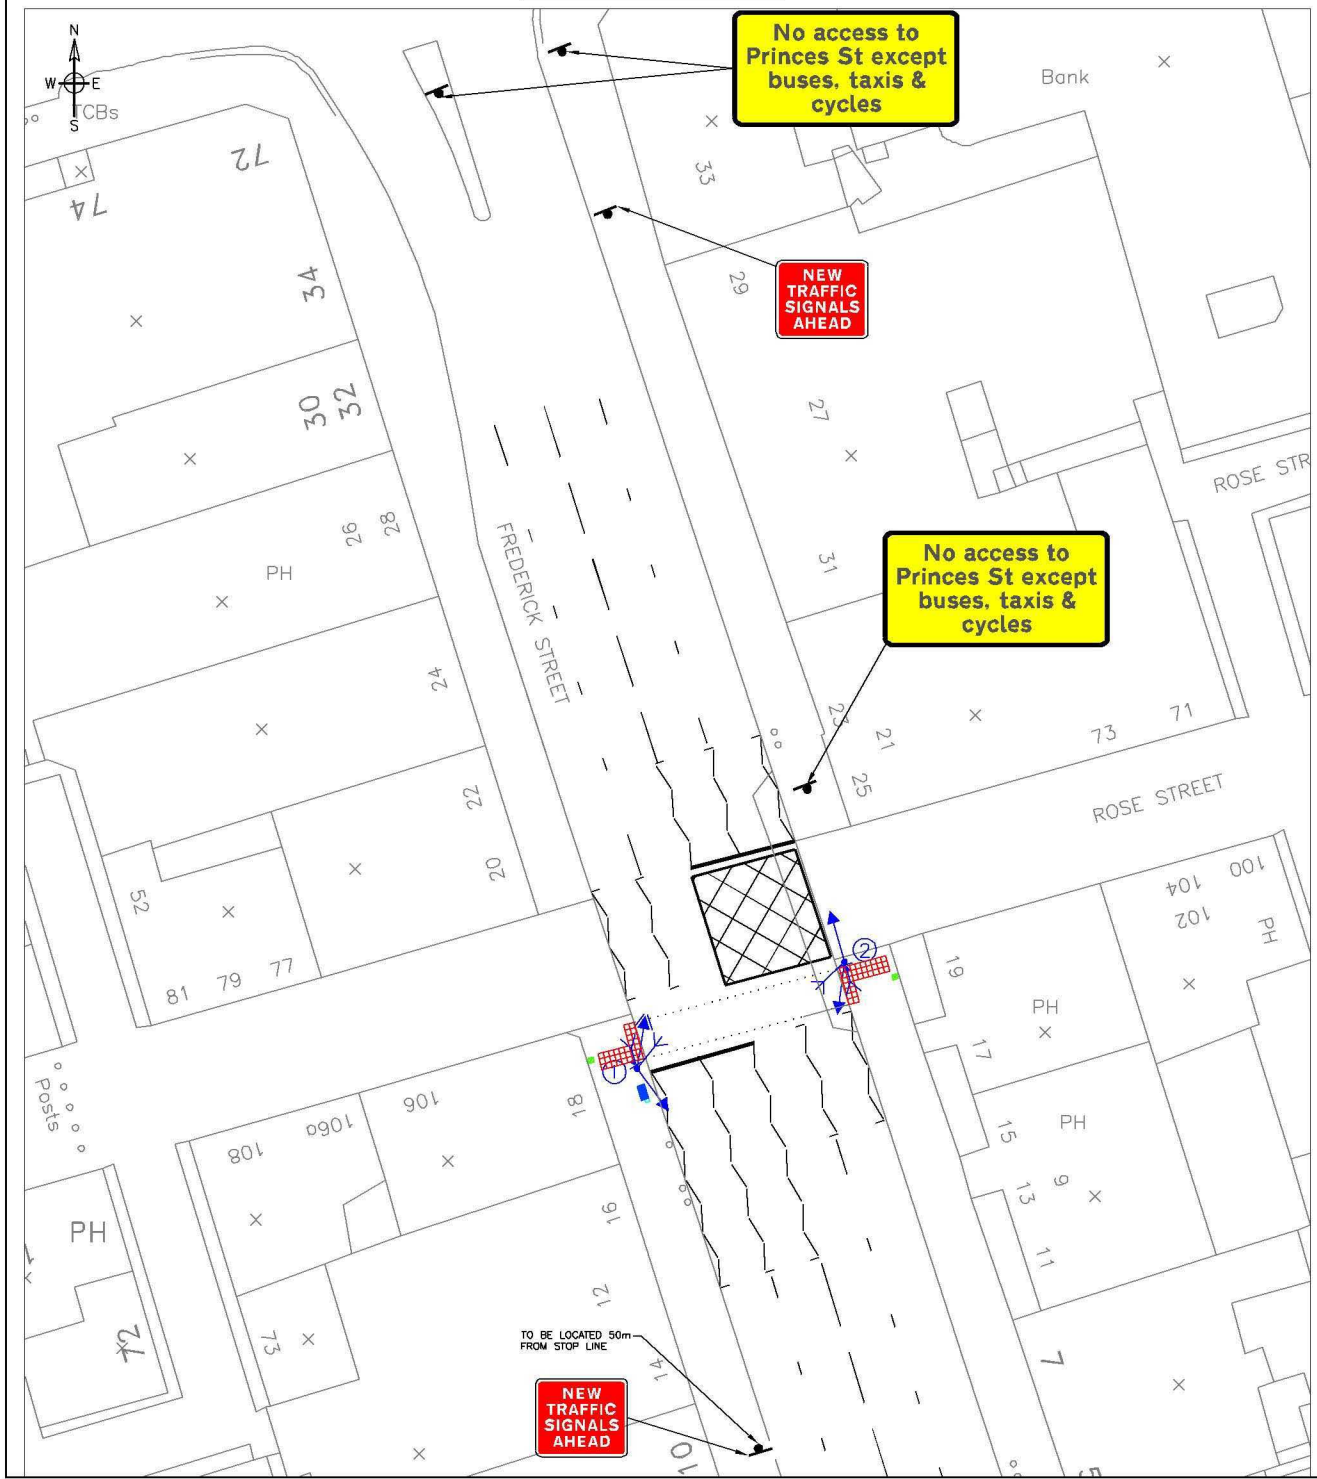 N
W
E
S
TCBs
No access to
Princes St except
buses, taxis &
cycles
Bank
72
74
33
34
29
NEW
TRAFFIC
SIGNALS
AHEAD
30
32
27
ROSE STR
26
28
PH
31
FREDERICK STREET
No access to
Princes St except
buses, taxis &
cycles
24
23
21
25
73
71
ROSE STREET
22
20
52
81
79
77
100
104
102
PH
2
19
PH
17
1
Posts
18
106
106a
108
15
PH
9
13
11
16
PH
12
72
73
TO BE LOCATED 50m
FROM STOP LINE
14
7
NEW
TRAFFIC
SIGNALS
AHEAD
10